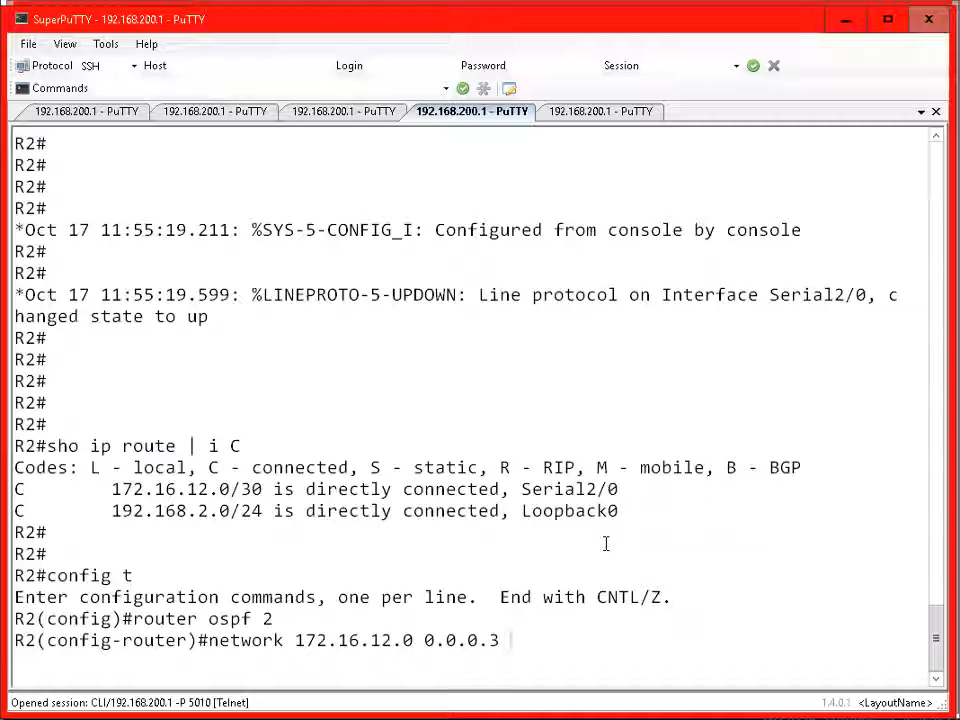 SuperPuTTY - 192.168.200.1 - PuTTY
File View Tools Help
Protocol SSH Host Login Password Session
Commands
192.168.200.1 - PuTTY 192.168.200.1 - PuTTY 192.168.200.1 - PuTTY 192.168.200.1 - PuTTY 192.168.200.1 - PuTTY
R2#
R2#
R2#
R2#
*Oct 17 11:55:19.211: %SYS-5-CONFIG_I: Configured from console by console
R2#
R2#
*Oct 17 11:55:19.599: %LINEPROTO-5-UPDOWN: Line protocol on Interface Serial2/0, c
hanged state to up
R2#
R2#
R2#
R2#
R2#
R2#sho ip route | i C
Codes: L - local, C - connected, S - static, R - RIP, M - mobile, B - BGP
C 172.16.12.0/30 is directly connected, Serial2/0
C 192.168.2.0/24 is directly connected, Loopback0
R2#
R2#
R2#config t
Enter configuration commands, one per line. End with CNTL/Z.
R2(config)#router ospf 2
R2(config-router)#network 172.16.12.0 0.0.0.3
Opened session: CLI/192.168.200.1 -P 5010 [Telnet] 1.4.0.1 <LayoutName>